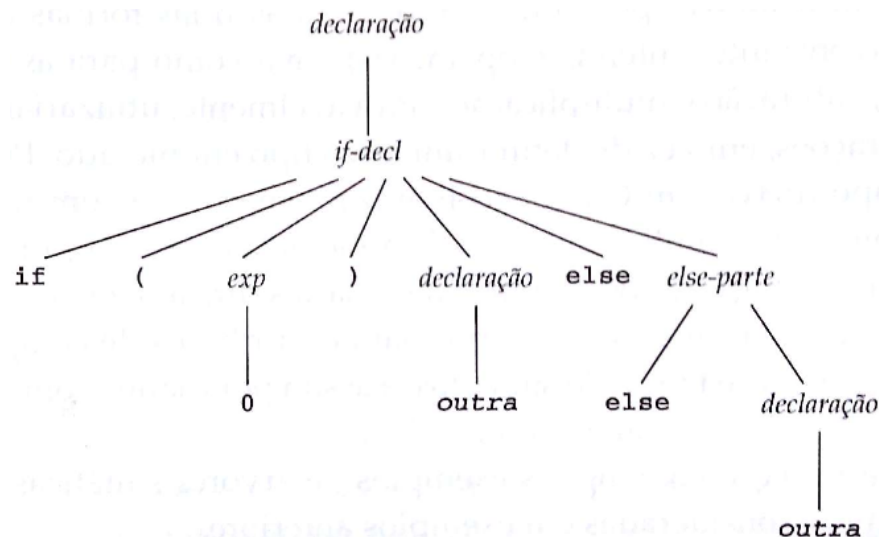 declaração
if-decl
if ( exp ) declaração else else-parte
0 outra else declaração
outra